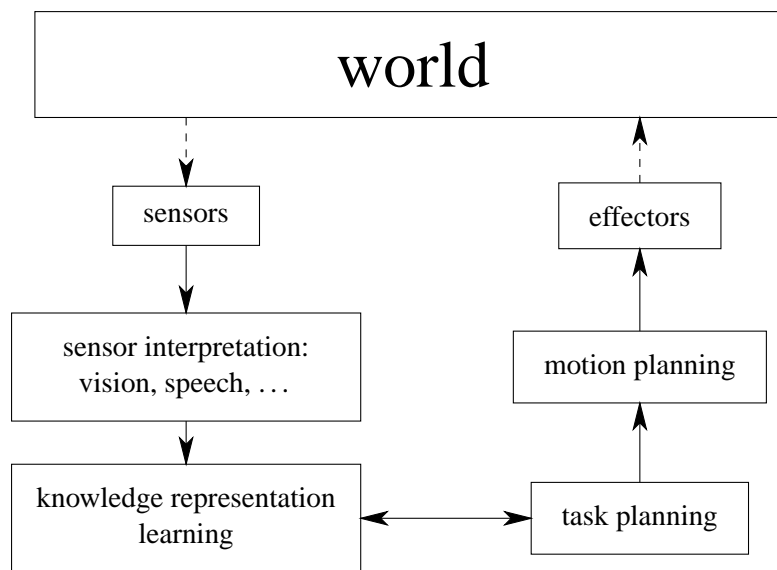 world
sensors
effectors
sensor interpretation:
vision, speech, . . .
motion planning
knowledge representation
learning
task planning